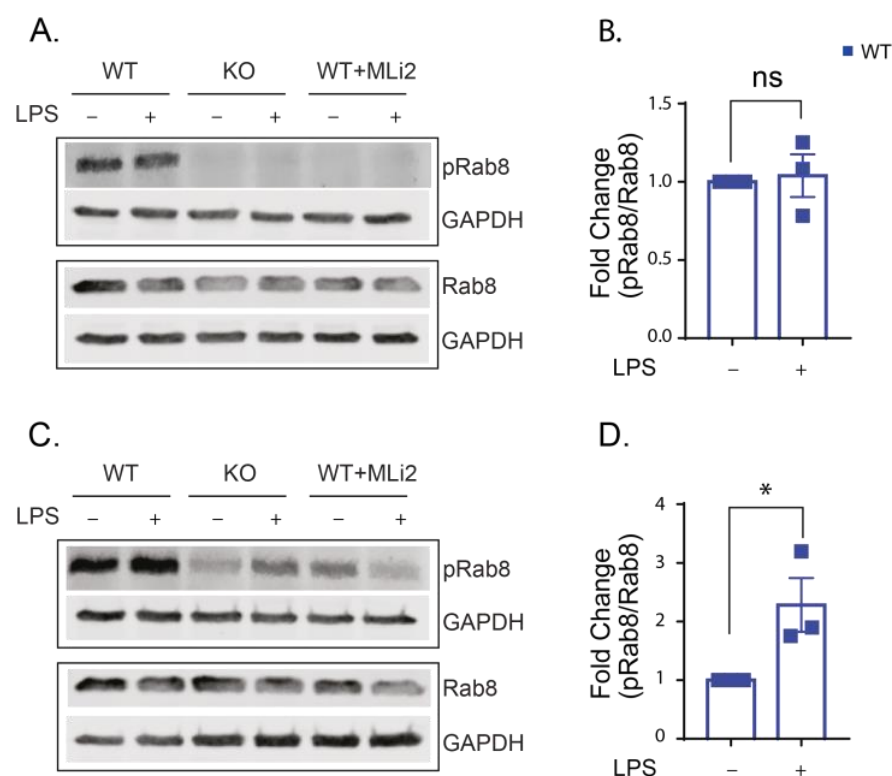 A.
WT KO WT+MLi2
LPS – + – + – +
pRab8
GAPDH
Rab8
GAPDH
B.
WT
ns
Fold Change
(pRab8/Rab8)
1.5
1.0
0.5
0.0
LPS – +
C.
WT KO WT+MLi2
LPS – + – + – +
pRab8
GAPDH
Rab8
GAPDH
D.
*
Fold Change
(pRab8/Rab8)
4
3
2
1
0
LPS – +